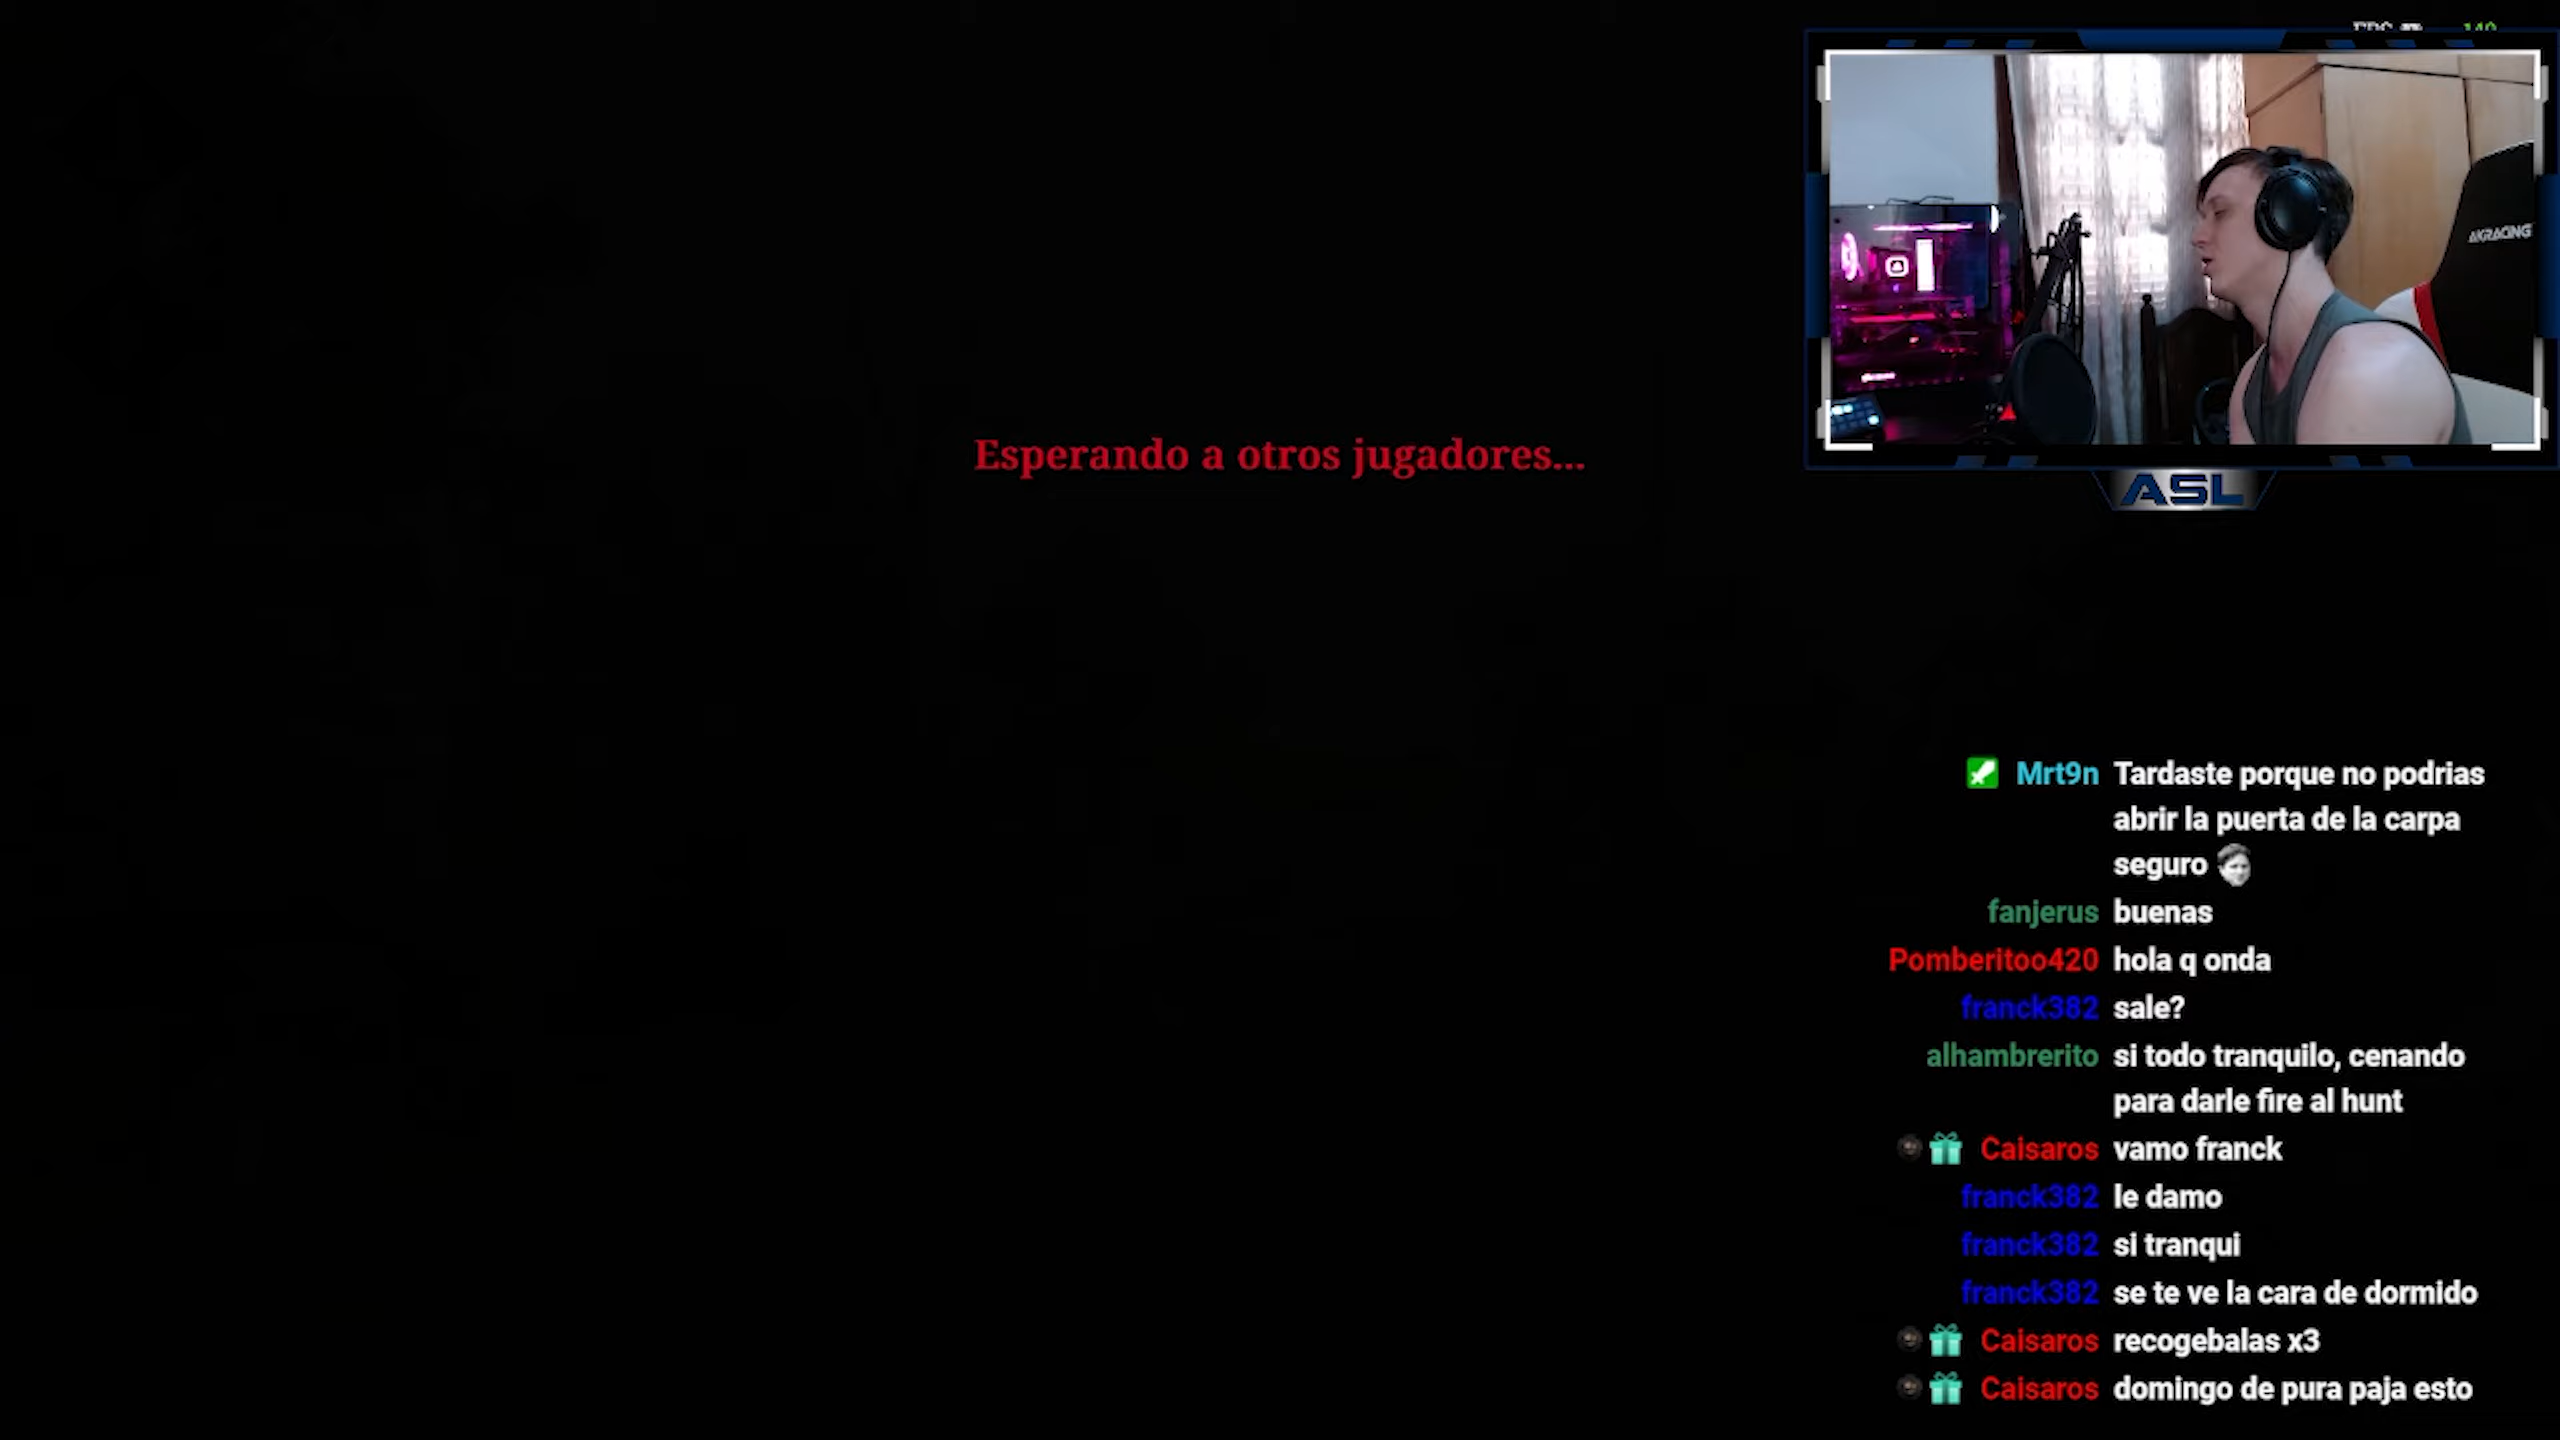 AKRACING
Esperando a otros jugadores...
ASL
Mrt9n Tardaste porque no podrias
abrir la puerta de la carpa
seguro
fanjerus buenas
Pomberitoo420 hola q onda
franck382 sale?
alhambrerito si todo tranquilo, cenando
para darle fire al hunt
Caisaros vamo franck
franck382 le damo
franck382 si tranqui
franck382 se te ve la cara de dormido
Caisaros recogebalas x3
Caisaros domingo de pura paja esto